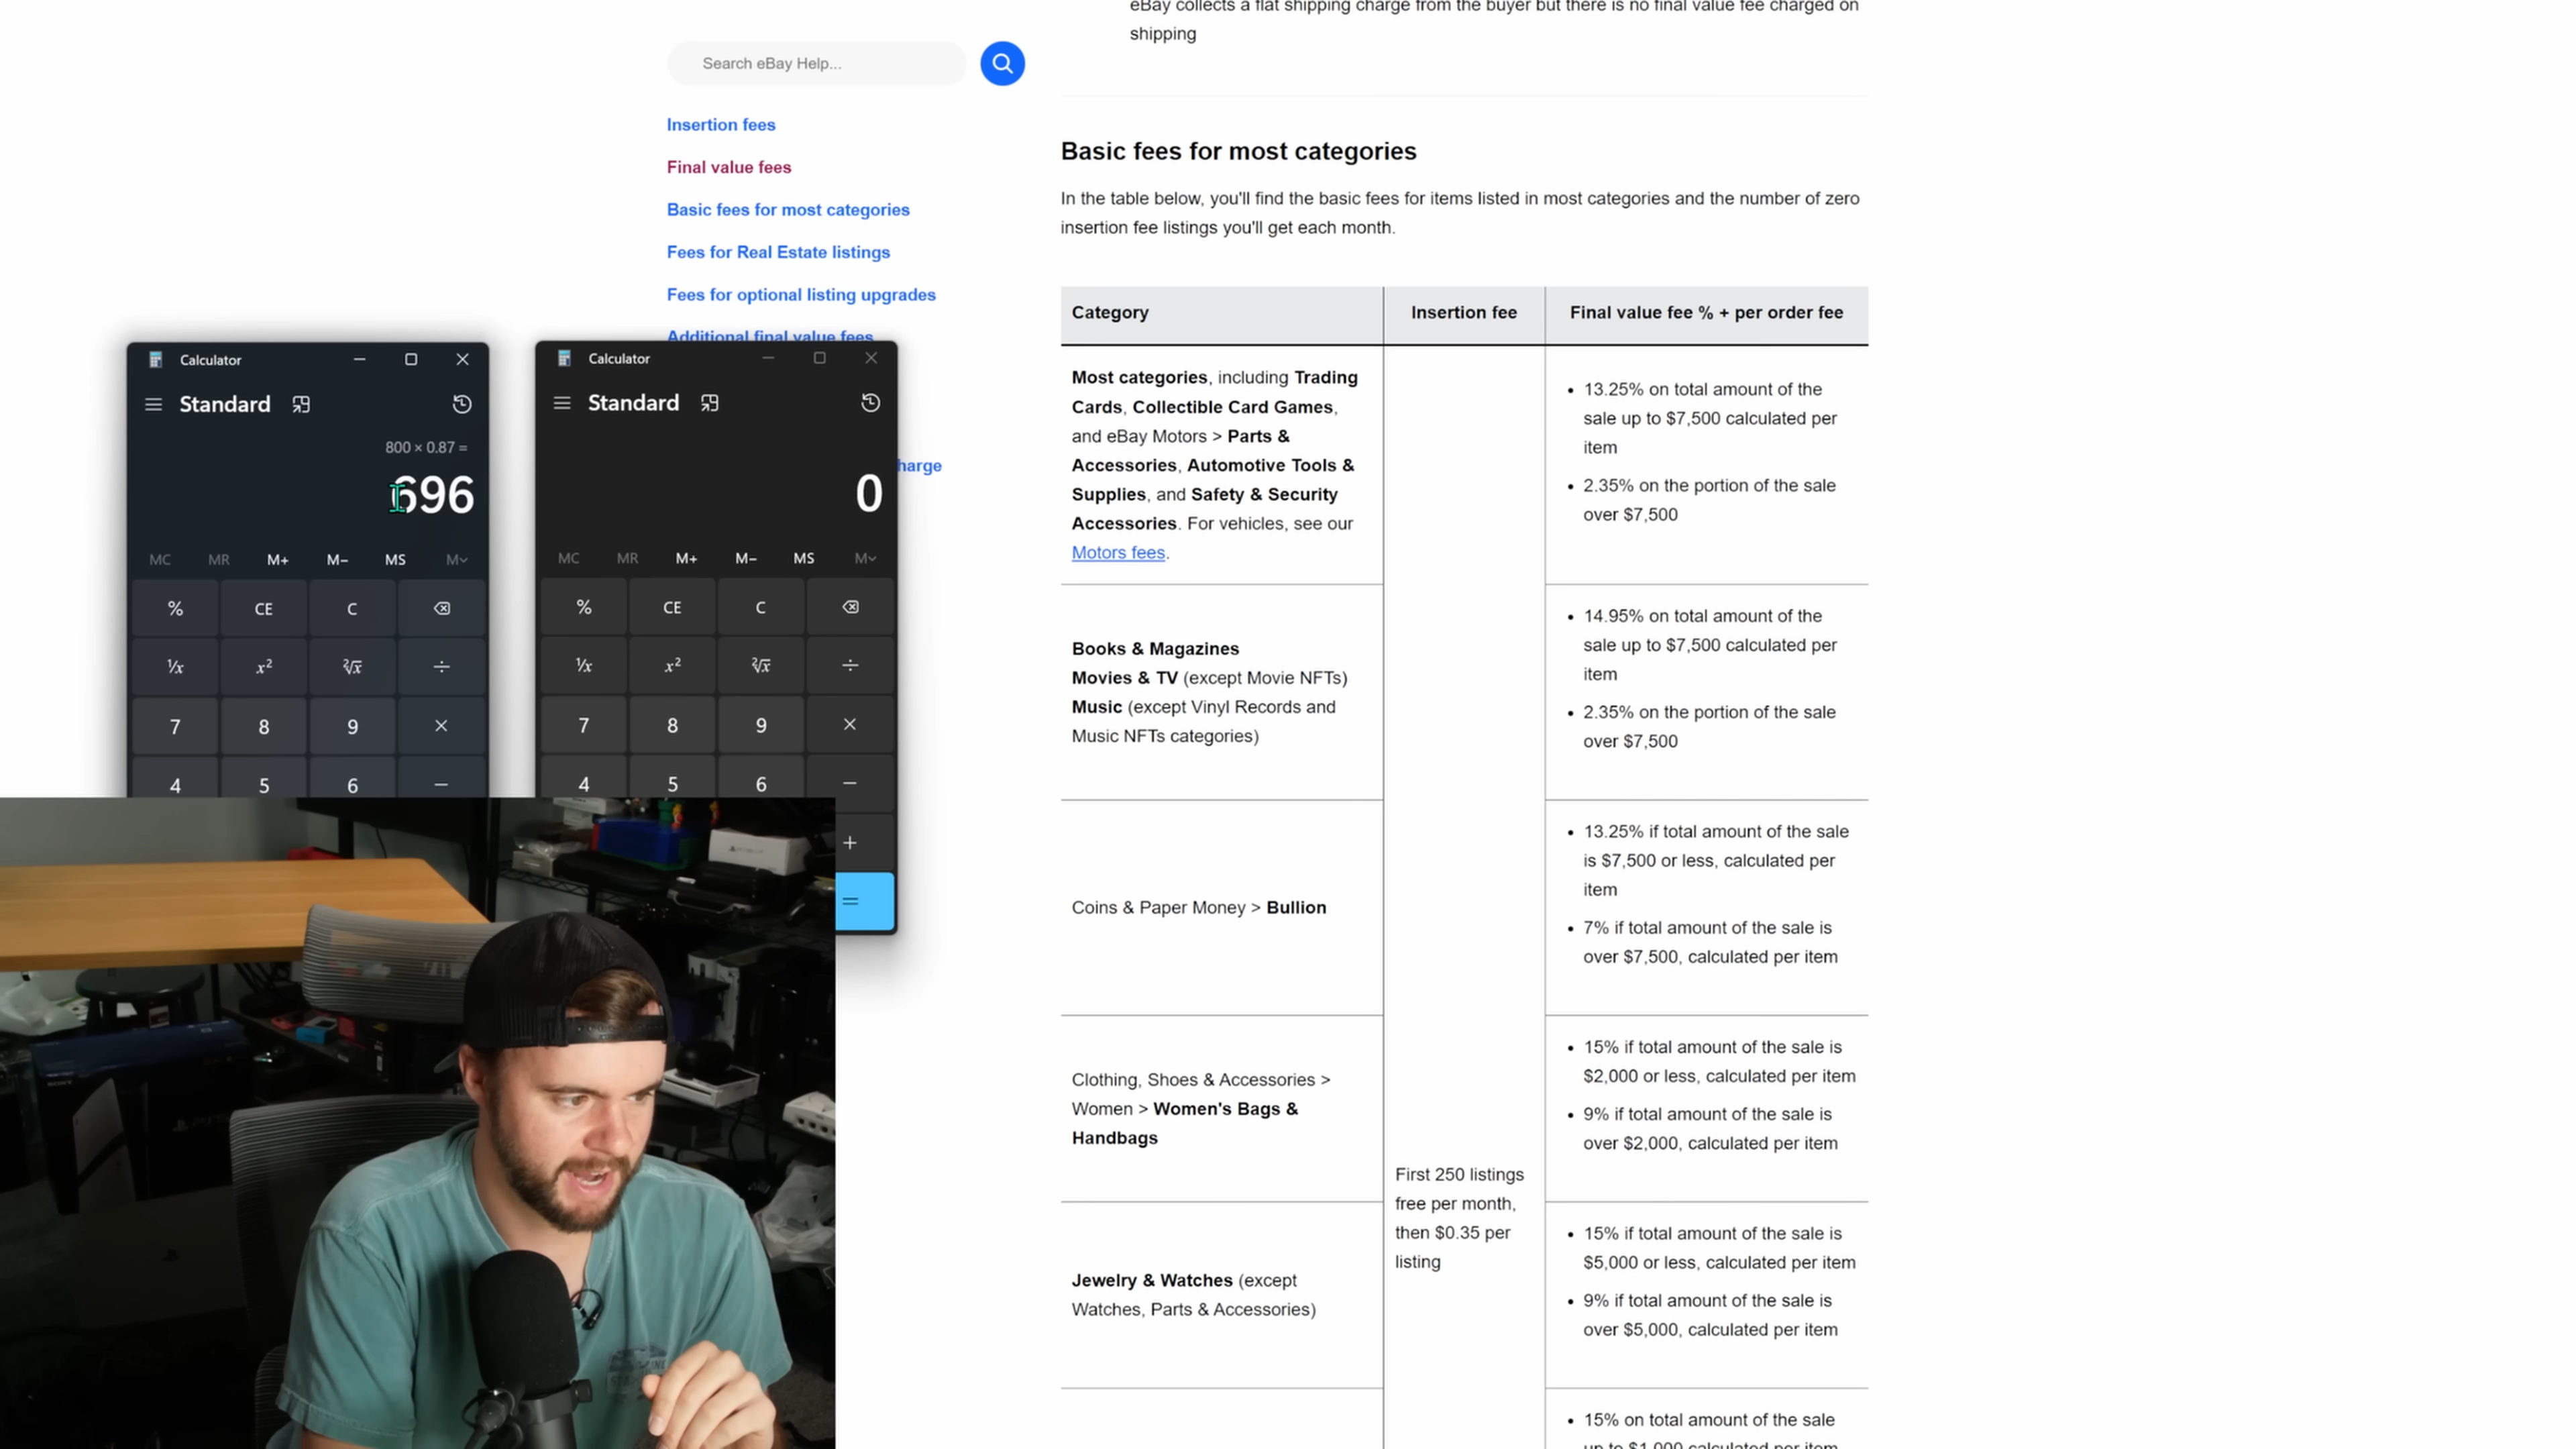 eBay collects a flat shipping charge from the buyer but there is no final value fee charged on
shipping
Search eBay Help...
Insertion fees
Final value fees
Basic fees for most categories
Fees for Real Estate listings
Fees for optional listing upgrades
Additional final value fees
harge
Basic fees for most categories
In the table below, you'll find the basic fees for items listed in most categories and the number of zero
insertion fee listings you'll get each month.
Category
Insertion fee
Final value fee % + per order fee
Most categories, including Trading
Cards, Collectible Card Games,
and eBay Motors > Parts &
Accessories, Automotive Tools &
Supplies, and Safety & Security
Accessories. For vehicles, see our
Motors fees.
• 13.25% on total amount of the
sale up to $7,500 calculated per
item
• 2.35% on the portion of the sale
over $7,500
Books & Magazines
Movies & TV (except Movie NFTs)
Music (except Vinyl Records and
Music NFTs categories)
• 14.95% on total amount of the
sale up to $7,500 calculated per
item
• 2.35% on the portion of the sale
over $7,500
Coins & Paper Money > Bullion
• 13.25% if total amount of the sale
is $7,500 or less, calculated per
item
• 7% if total amount of the sale is
over $7,500, calculated per item
Clothing, Shoes & Accessories >
Women > Women's Bags &
Handbags
• 15% if total amount of the sale is
$2,000 or less, calculated per item
• 9% if total amount of the sale is
over $2,000, calculated per item
First 250 listings
free per month,
then $0.35 per
listing
Jewelry & Watches (except
Watches, Parts & Accessories)
• 15% if total amount of the sale is
$5,000 or less, calculated per item
• 9% if total amount of the sale is
over $5,000, calculated per item
• 15% on total amount of the sale
up to $1,000 calculated per item
Calculator
Standard
800 × 0.87 =
696
MC MR M+ M− MS M
% CE C
¹/x x² ²√x ÷
7 8 9 ×
4 5 6 −
Calculator
Standard
0
MC MR M+ M− MS M
% CE C
¹/x x² ²√x ÷
7 8 9 ×
4 5 6 −
+
=